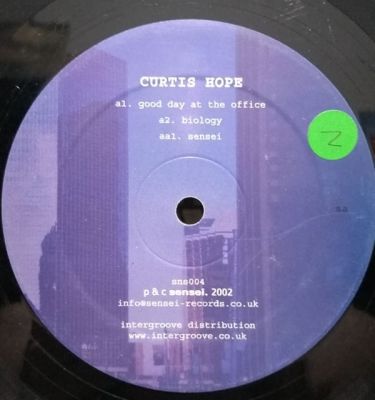 CURTIS HOPE
a1. good day at the office
a2. biology
aa1. sensei
N
aa
sns004
p & c sensei. 2002
info@sensei-records.co.uk
intergroove distribution
www.intergroove.co.uk